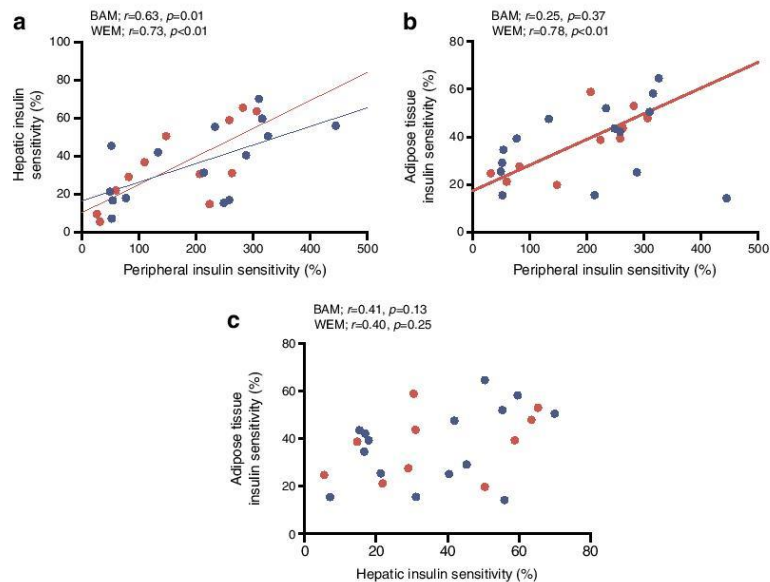 a
BAM; r=0.63, p=0.01
WEM; r=0.73, p<0.01
Hepatic insulin
sensitivity (%)
100
80
60
40
20
0
0 100 200 300 400 500
Peripheral insulin sensitivity (%)
b
BAM; r=0.25, p=0.37
WEM; r=0.78, p<0.01
Adipose tissue
insulin sensitivity (%)
80
60
40
20
0
0 100 200 300 400 500
Peripheral insulin sensitivity (%)
c
BAM; r=0.41, p=0.13
WEM; r=0.40, p=0.25
Adipose tissue
insulin sensitivity (%)
80
60
40
20
0
0 20 40 60 80
Hepatic insulin sensitivity (%)